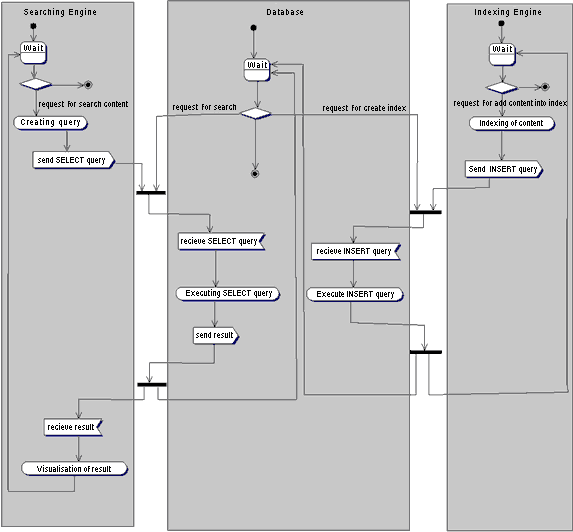 Searching Engine
Database
Indexing Engine
Wait
Wait
Wait
request for search content
request for search
request for create index
request for add content into index
Creating query
Indexing of content
send SELECT query
Send INSERT query
recieve SELECT query
recieve INSERT query
Executing SELECT query
Execute INSERT query
send result
recieve result
Visualisation of result